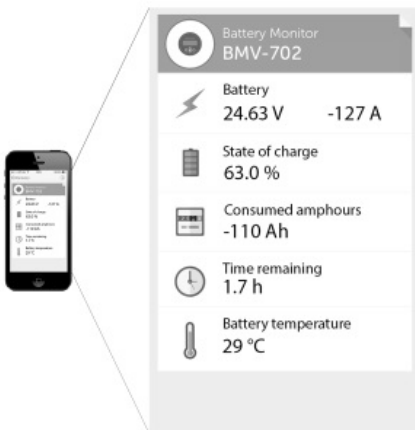 Battery Monitor
BMV-702
Battery
24.63 V -127 A
State of charge
63.0 %
Consumed amphours
-110 Ah
Time remaining
1.7 h
Battery temperature
29 °C